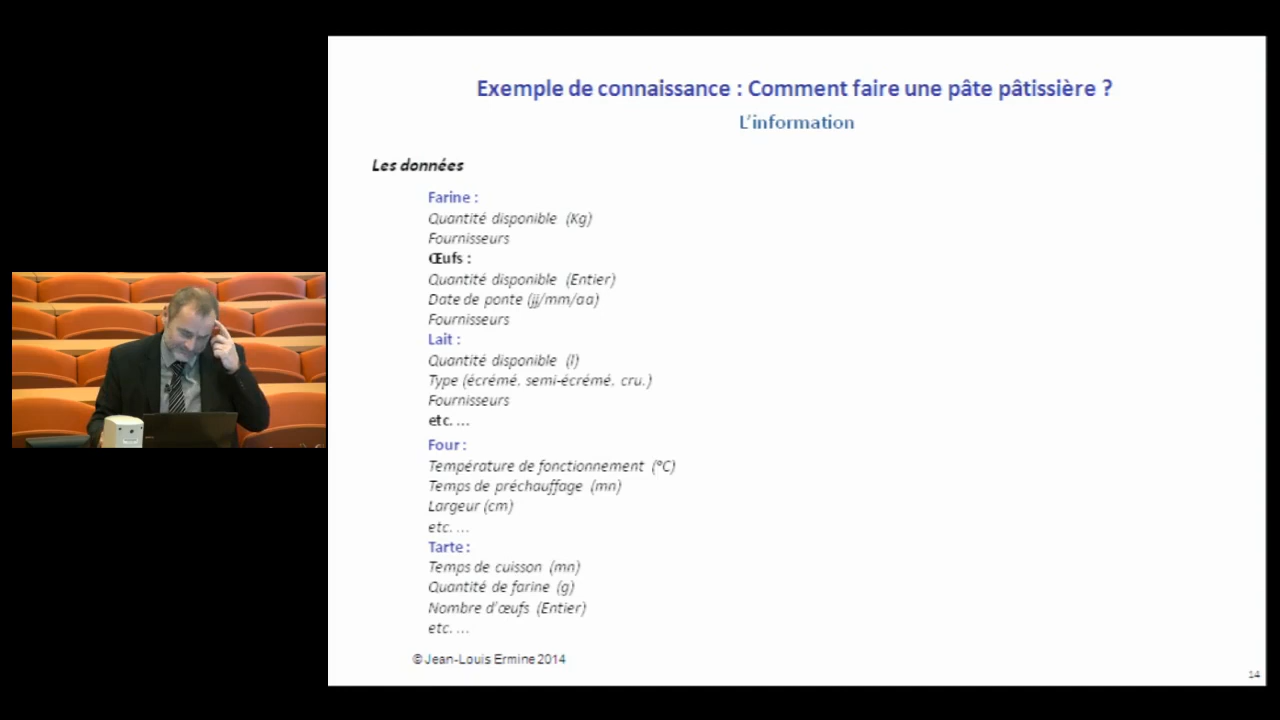 Exemple de connaissance : Comment faire une pâte pâtissière ?
L'information
Les données
Farine :
Quantité disponible (Kg)
Fournisseurs
Œufs :
Quantité disponible (Entier)
Date de ponte (jj/mm/aa)
Fournisseurs
Lait :
Quantité disponible (l)
Type (écrémé, semi-écrémé, cru.)
Fournisseurs
etc. ...
Four :
Température de fonctionnement (°C)
Temps de préchauffage (mn)
Largeur (cm)
etc. ...
Tarte :
Temps de cuisson (mn)
Quantité de farine (g)
Nombre d'œufs (Entier)
etc. ...
© Jean-Louis Ermine 2014
14